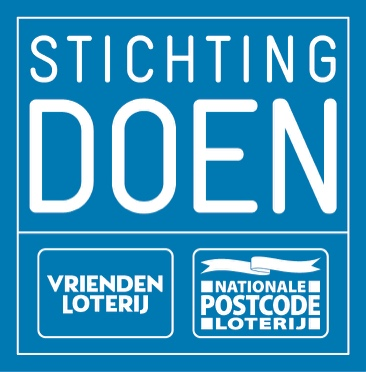 STICHTING
DOEN
VRIENDEN
LOTERIJ
NATIONALE
POSTCODE
LOTERIJ